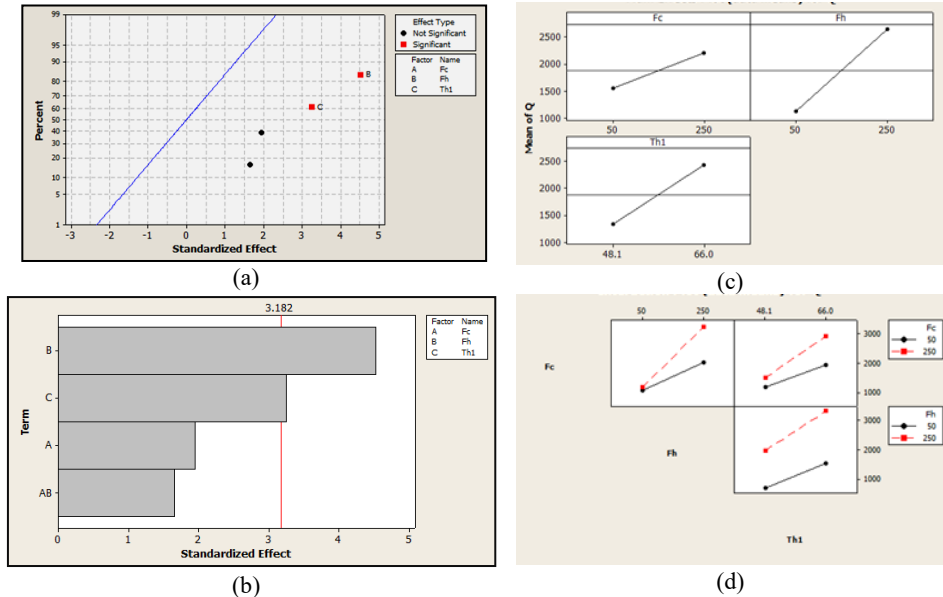 99
95
90
80
70
60
50
40
30
20
10
5
1
Percent
-3 -2 -1 0 1 2 3 4 5
Standardized Effect
B
C
Effect Type
Not Significant
Significant
Factor Name
A Fc
B Fh
C Th1
(a)
3.182
Term
B
C
A
AB
0 1 2 3 4 5
Standardized Effect
Factor Name
A Fc
B Fh
C Th1
(b)
Mean of Q
Fc Fh
2500
2000
1500
1000
50 250 50 250
Th1
2500
2000
1500
1000
48.1 66.0
(c)
50 250 48.1 66.0
Fc
3000
2000
1000
Fc
50
250
Fh
3000
2000
1000
Fh
50
250
Th1
(d)